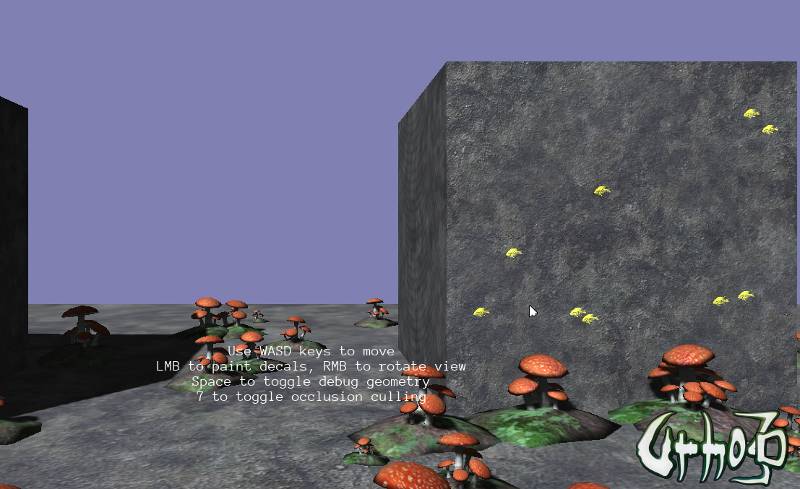 Use WASD keys to move
LMB to paint decals, RMB to rotate view
Space to toggle debug geometry
7 to toggle occlusion culling
Urho3D